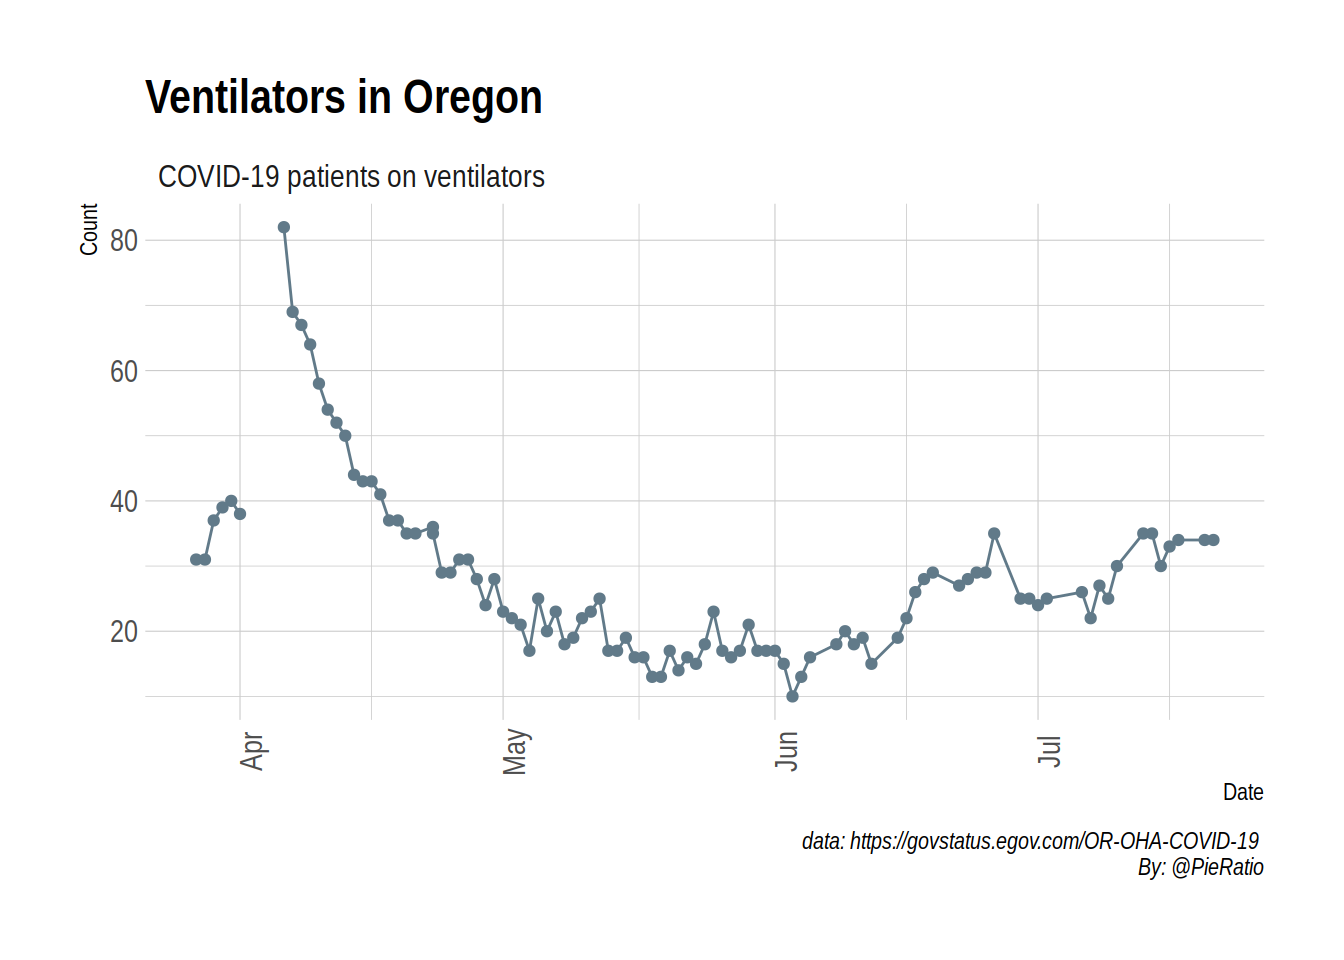 Ventilators in Oregon
COVID-19 patients on ventilators
Count
80
60
40
20
Apr
May
Jun
Jul
Date
data: https://govstatus.egov.com/OR-OHA-COVID-19
By: @PieRatio